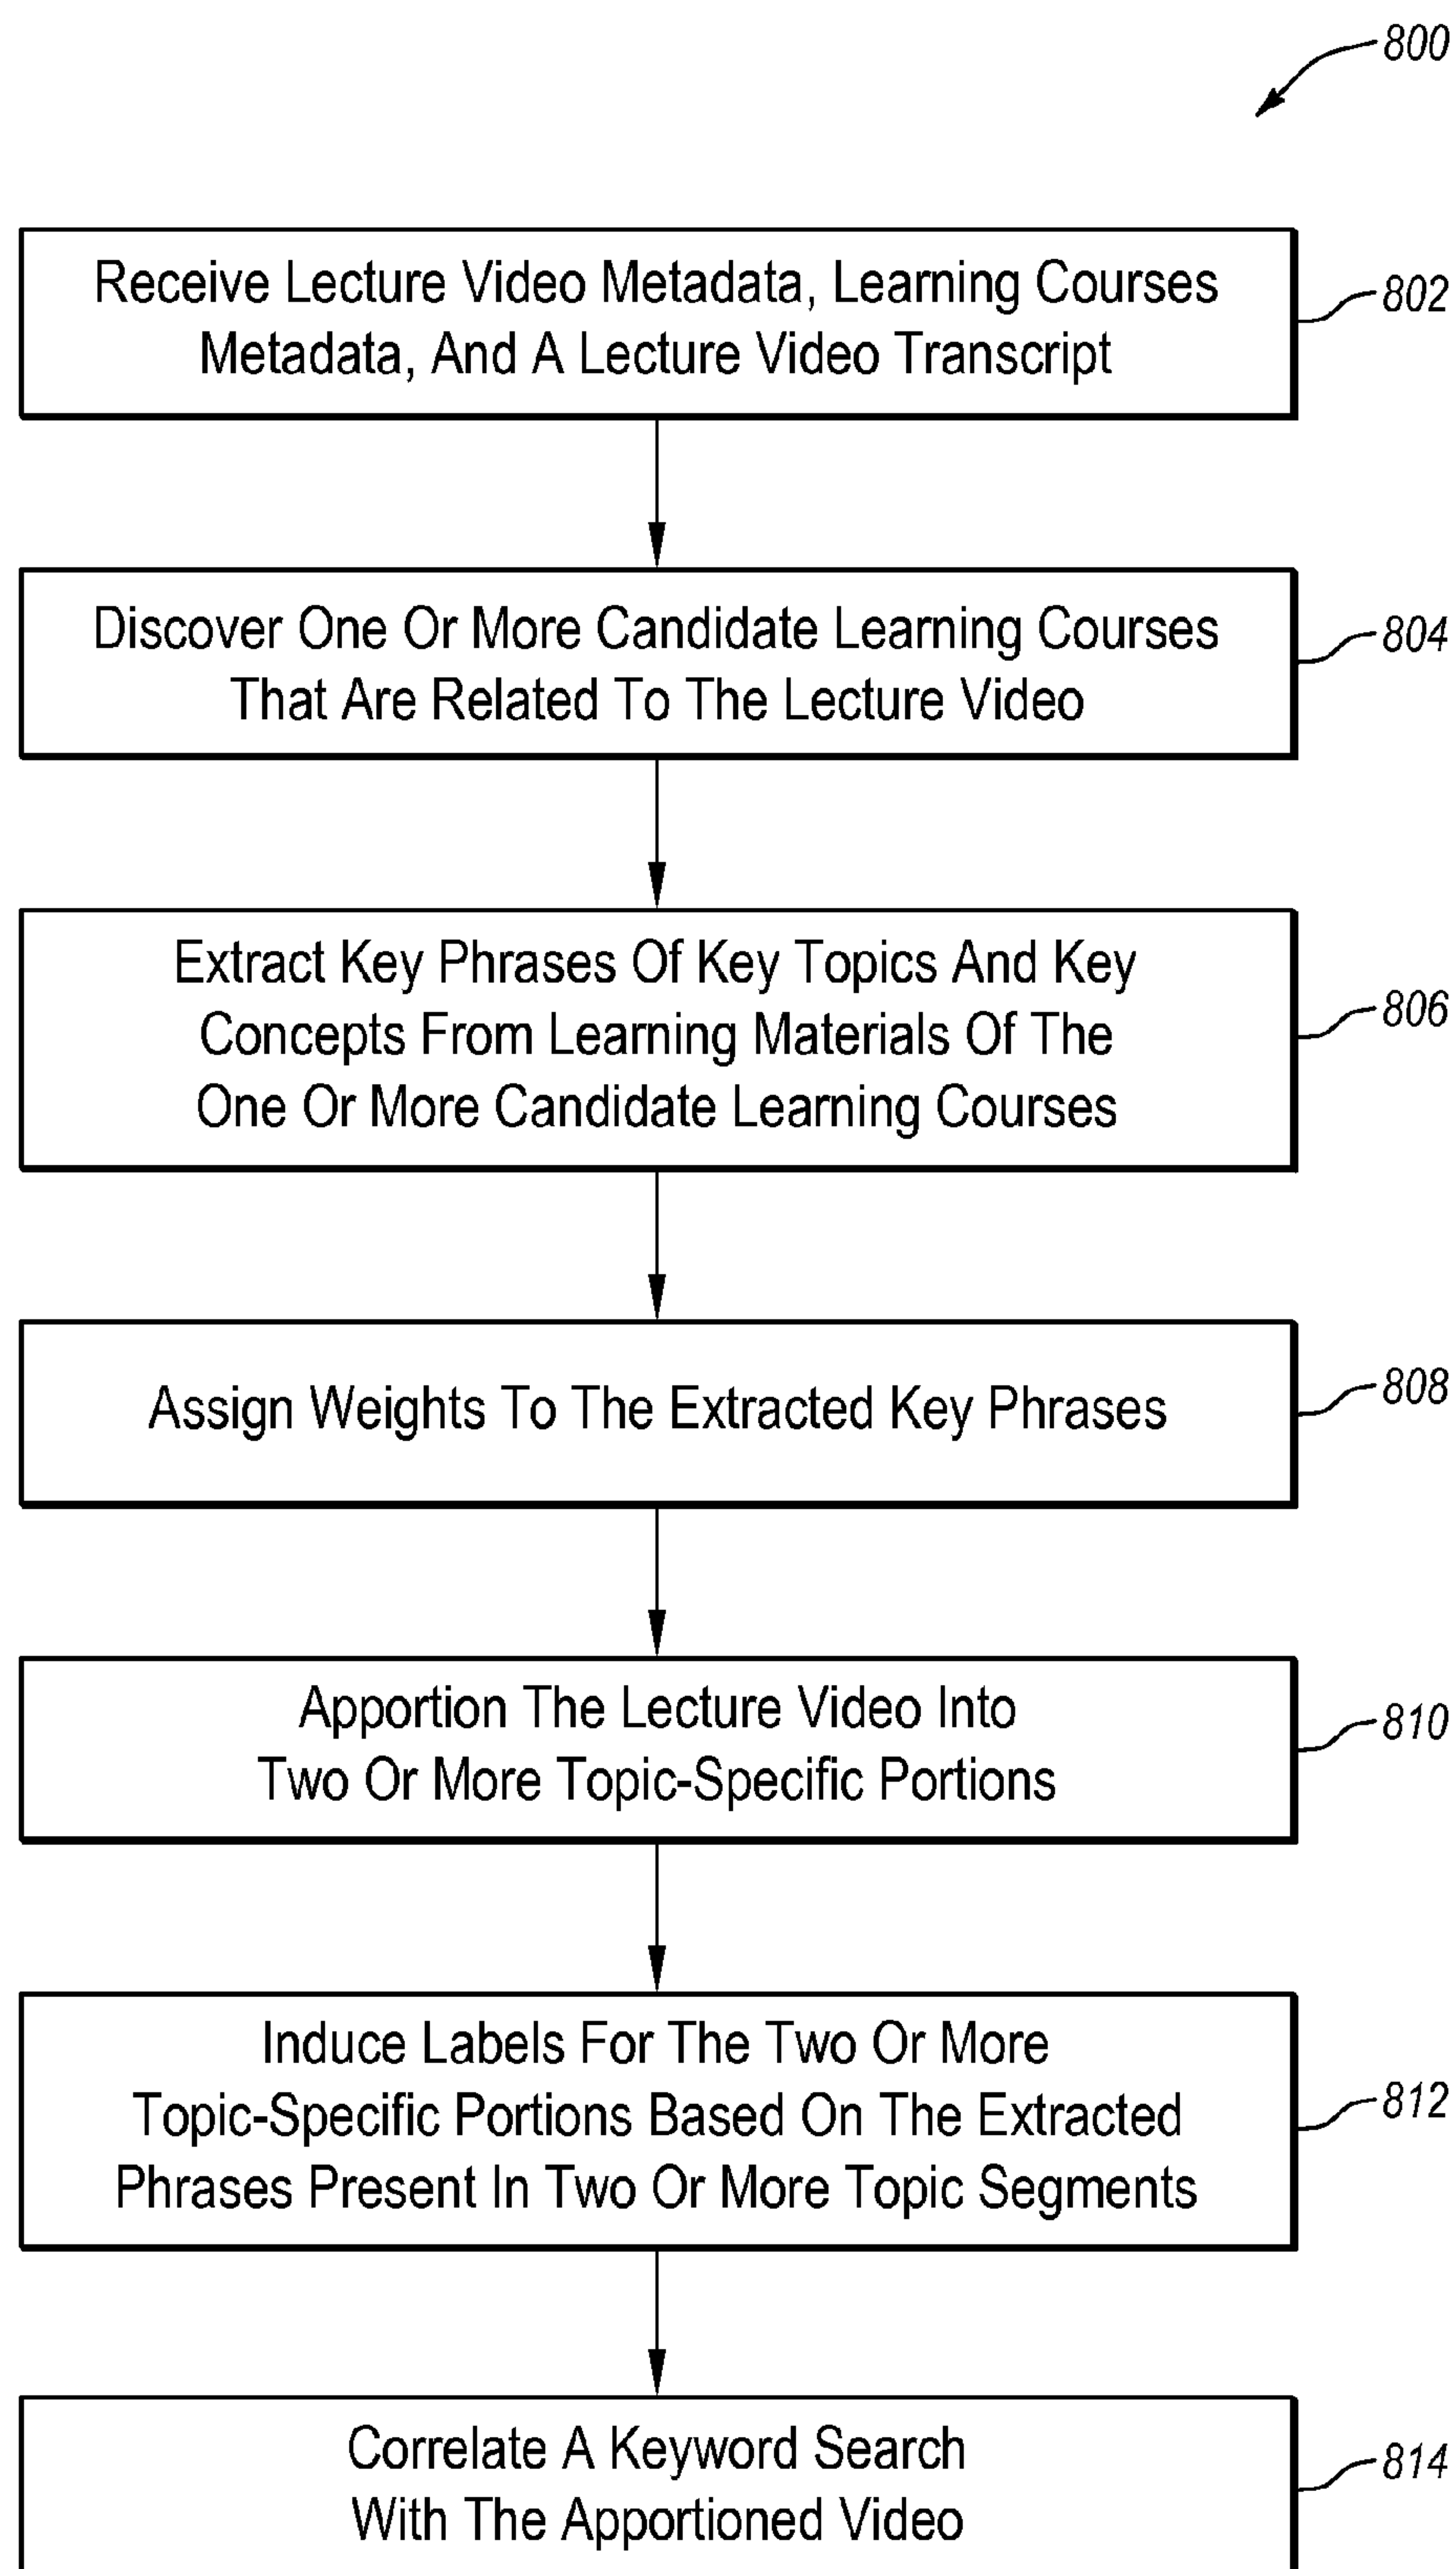 800
Receive Lecture Video Metadata, Learning Courses
Metadata, And A Lecture Video Transcript
802
Discover One Or More Candidate Learning Courses
That Are Related To The Lecture Video
804
Extract Key Phrases Of Key Topics And Key
Concepts From Learning Materials Of The
One Or More Candidate Learning Courses
806
Assign Weights To The Extracted Key Phrases
808
Apportion The Lecture Video Into
Two Or More Topic-Specific Portions
810
Induce Labels For The Two Or More
Topic-Specific Portions Based On The Extracted
Phrases Present In Two Or More Topic Segments
812
Correlate A Keyword Search
With The Apportioned Video
814